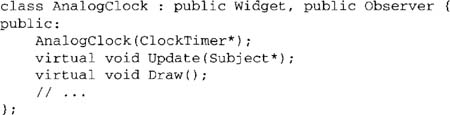 class AnalogClock : public Widget, public Observer {
public:
    AnalogClock(ClockTimer*);
    virtual void Update(Subject*);
    virtual void Draw();
    // ...
};